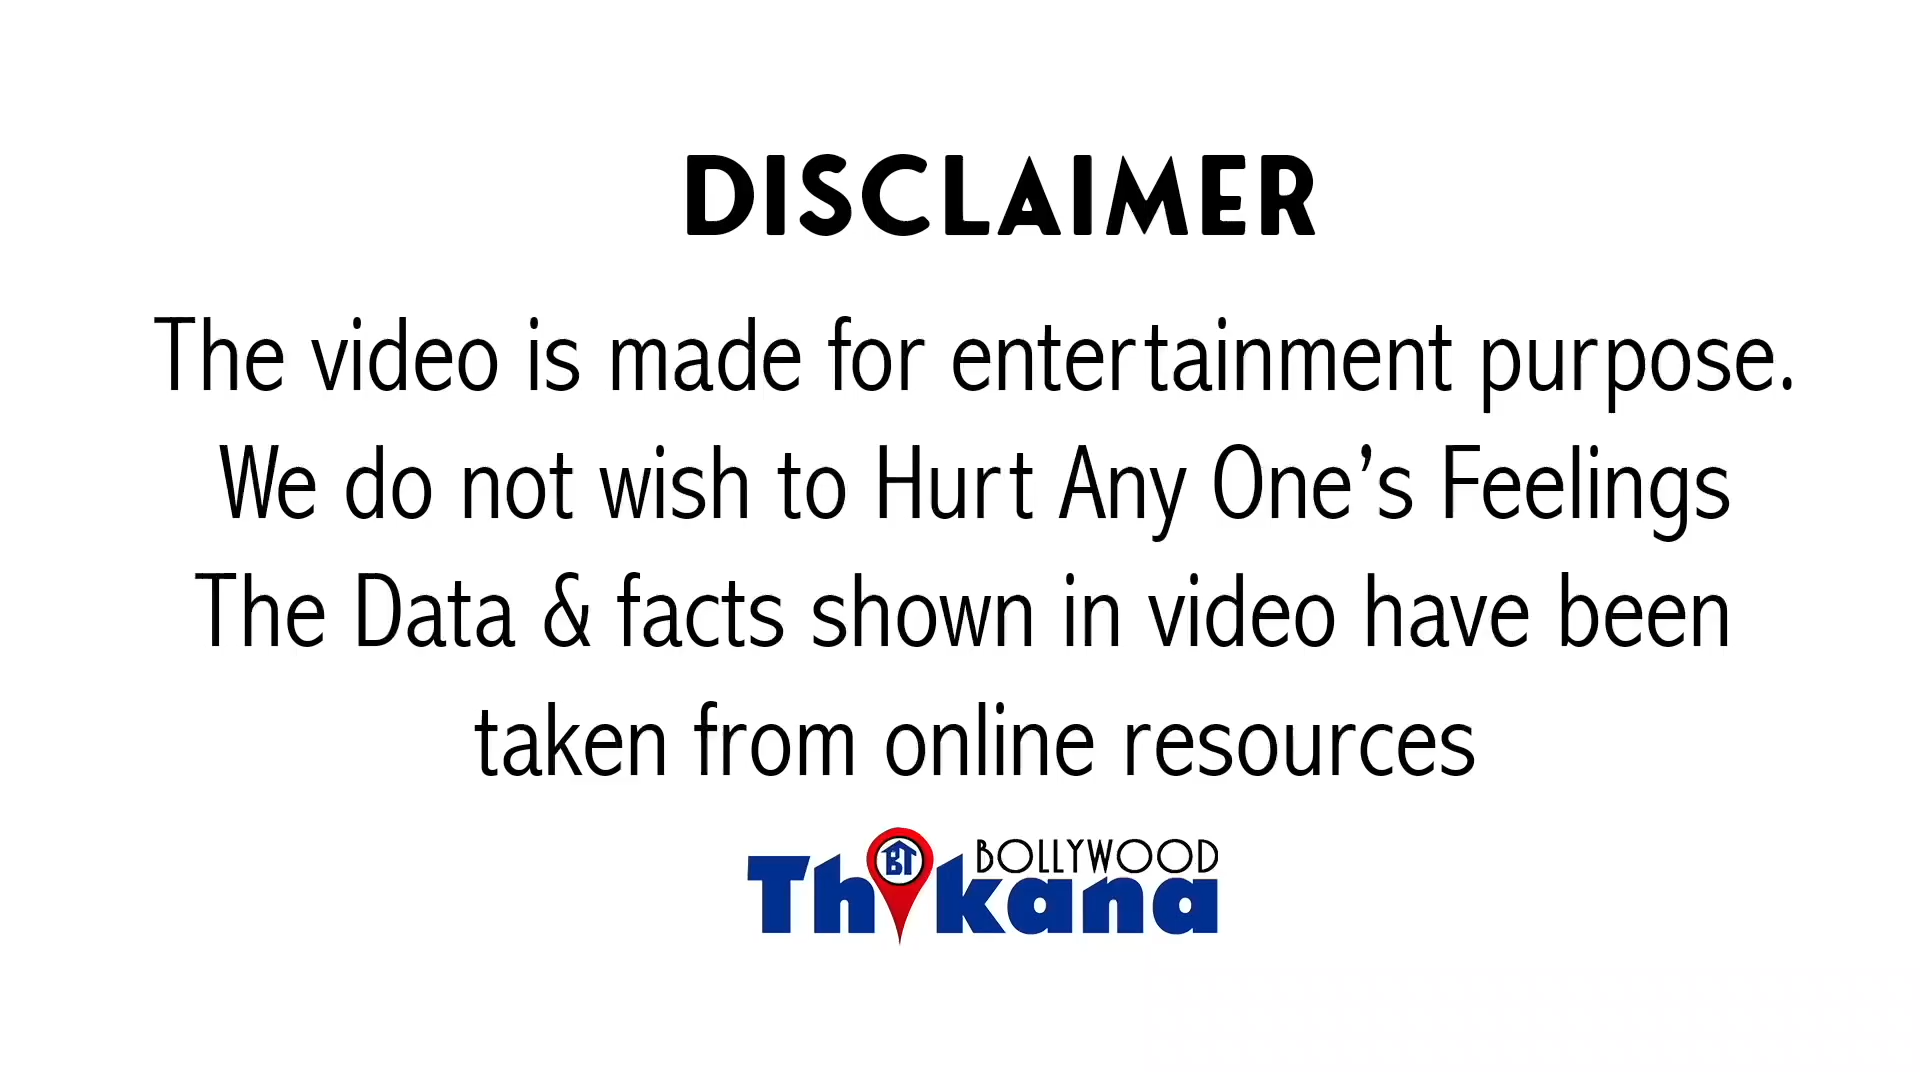 DISCLAIMER
The video is made for entertainment purpose.
We do not wish to Hurt Any One’s Feelings
The Data & facts shown in video have been
taken from online resources
BT
BOLLYWOOD
Thikana